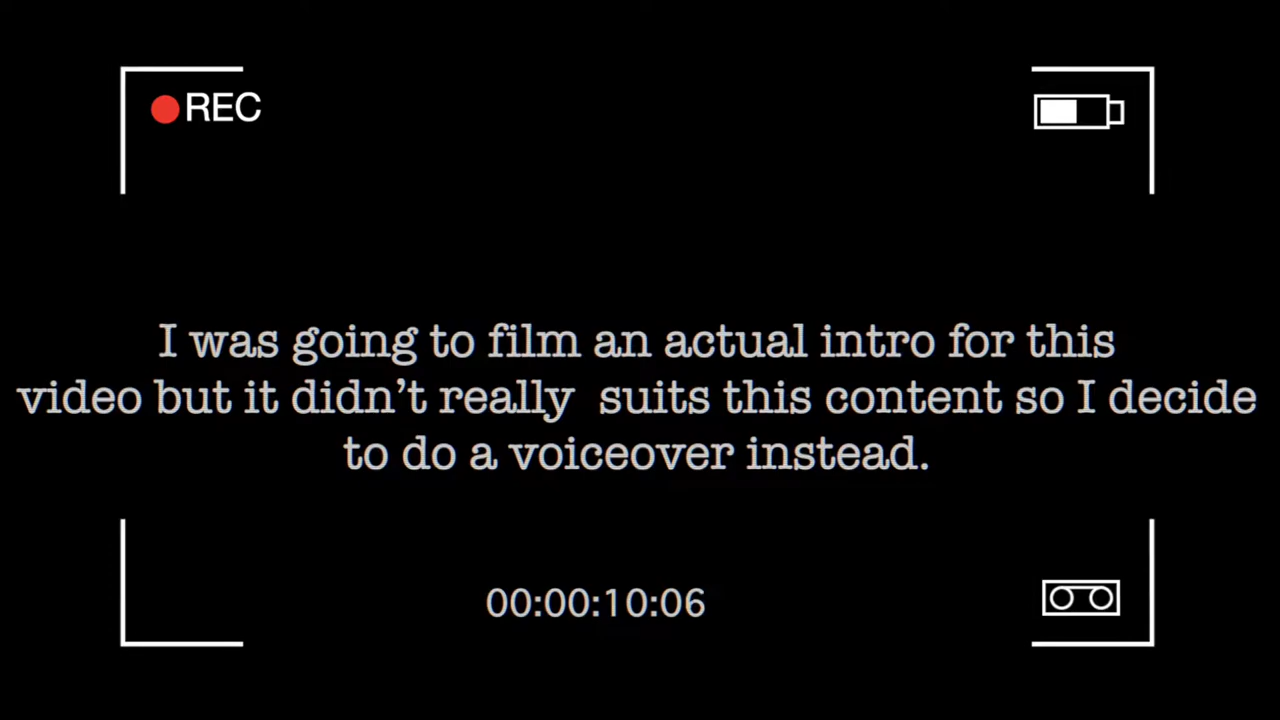 REC
I was going to film an actual intro for this
video but it didn’t really  suits this content so I decide
to do a voiceover instead.
00:00:10:06